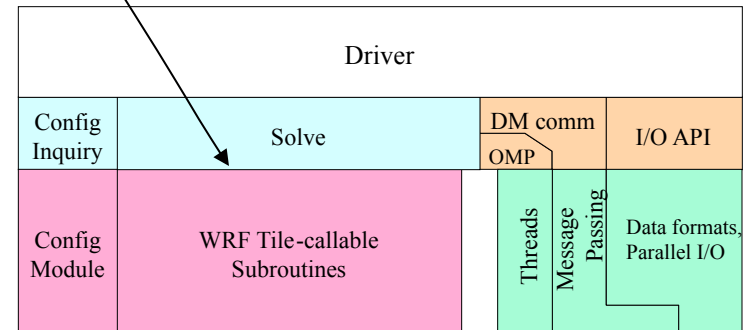 Driver
Config
Inquiry
Solve
DM comm
OMP
I/O API
Config
Module
WRF Tile-callable
Subroutines
Threads
Message
Passing
Data formats,
Parallel I/O